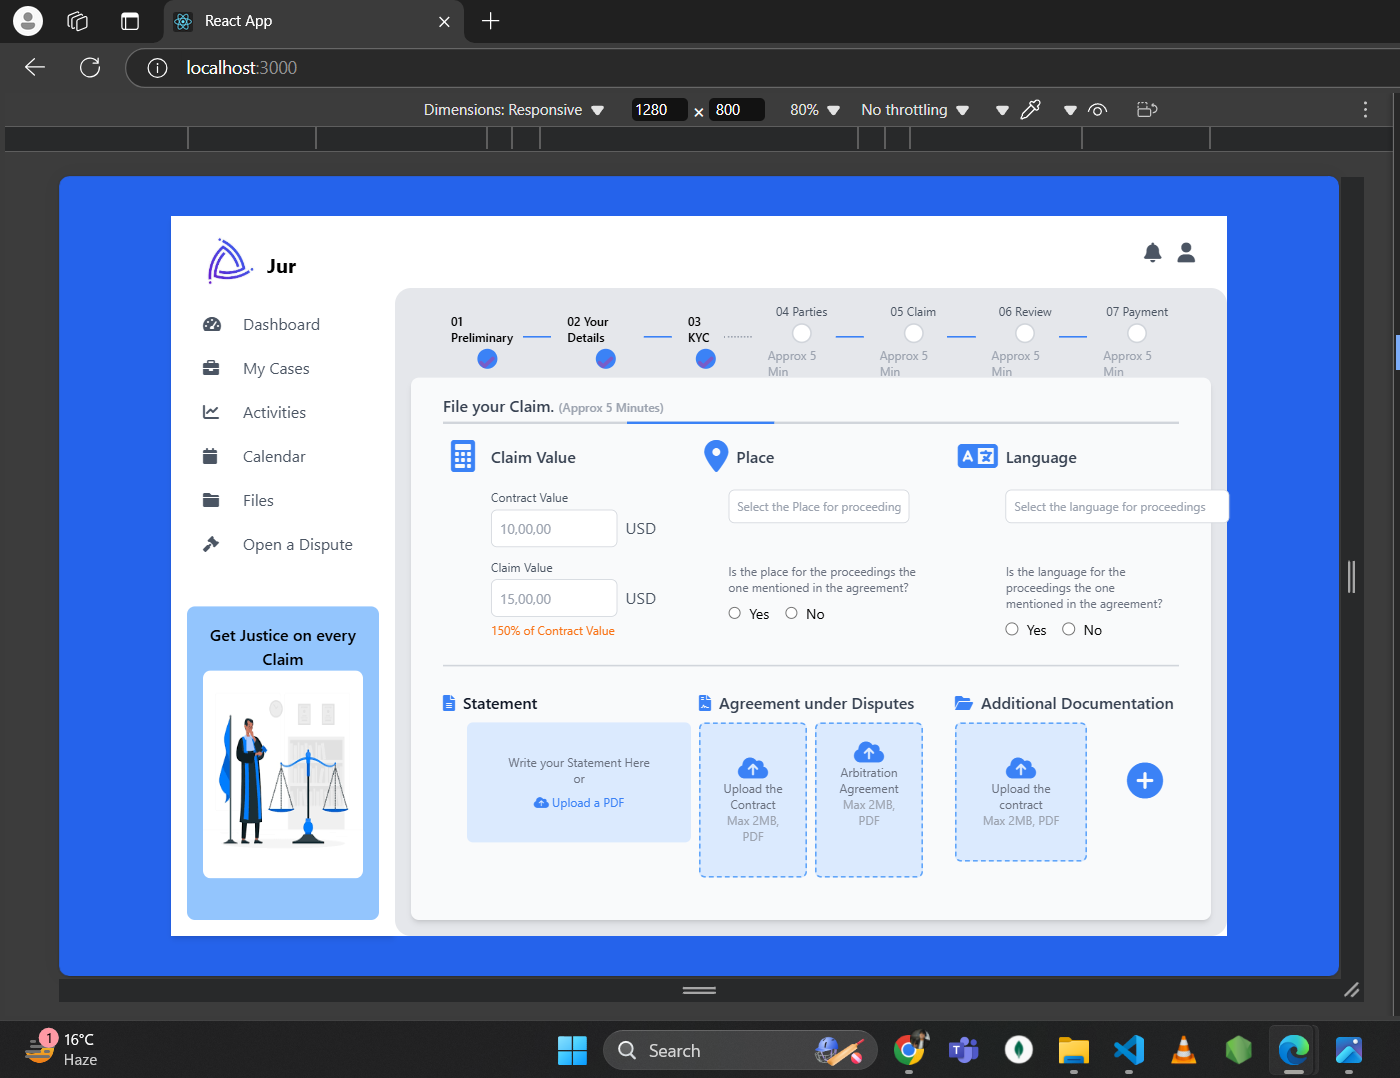 React App
localhost:3000
Dimensions: Responsive 1280 × 800 80% No throttling
Jur
Dashboard
My Cases
Activities
Calendar
Files
Open a Dispute
Get Justice on every
Claim
01
Preliminary
02 Your
Details
03
KYC
04 Parties
Approx 5
Min
05 Claim
Approx 5
Min
06 Review
Approx 5
Min
07 Payment
Approx 5
Min
File your Claim. (Approx 5 Minutes)
Claim Value
Contract Value
10,00,00 USD
Claim Value
15,00,00 USD
150% of Contract Value
Place
Select the Place for proceeding
Is the place for the proceedings the
one mentioned in the agreement?
Yes No
Language
Select the language for proceedings
Is the language for the
proceedings the one
mentioned in the agreement?
Yes No
Statement
Write your Statement Here
or
Upload a PDF
Agreement under Disputes
Upload the
Contract
Max 2MB,
PDF
Arbitration
Agreement
Max 2MB,
PDF
Additional Documentation
Upload the
contract
Max 2MB, PDF
1
16°C
Haze
Search